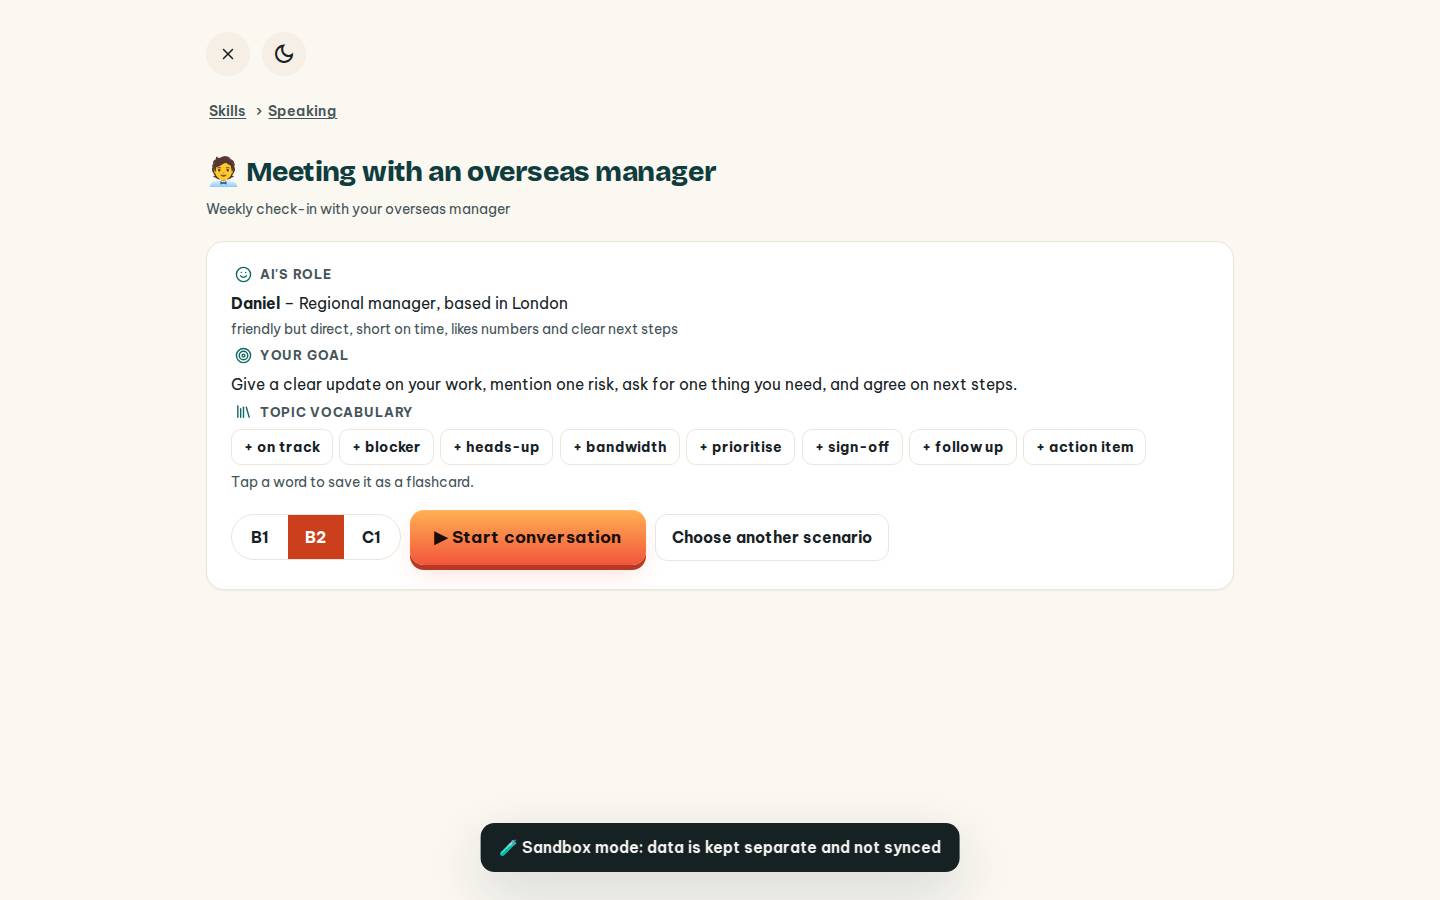 Skills › Speaking
Meeting with an overseas manager
Weekly check-in with your overseas manager
AI'S ROLE
Daniel – Regional manager, based in London
friendly but direct, short on time, likes numbers and clear next steps
YOUR GOAL
Give a clear update on your work, mention one risk, ask for one thing you need, and agree on next steps.
TOPIC VOCABULARY
+ on track + blocker + heads-up + bandwidth + prioritise + sign-off + follow up + action item
Tap a word to save it as a flashcard.
B1 B2 C1 ▶ Start conversation Choose another scenario
Sandbox mode: data is kept separate and not synced